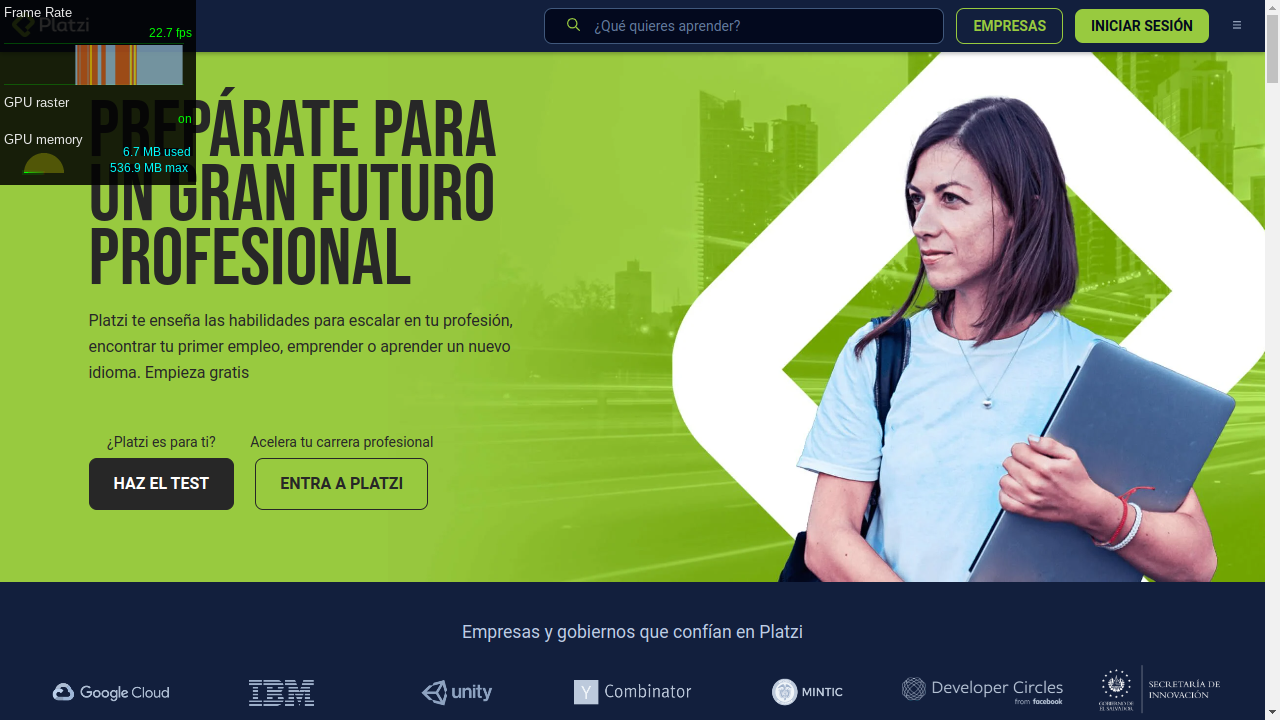 Frame Rate
Platzi
22.7 fps
GPU raster
on
GPU memory
6.7 MB used
536.9 MB max
¿Qué quieres aprender?
EMPRESAS
INICIAR SESIÓN
PREPÁRATE PARA
UN GRAN FUTURO
PROFESIONAL
Platzi te enseña las habilidades para escalar en tu profesión,
encontrar tu primer empleo, emprender o aprender un nuevo
idioma. Empieza gratis
¿Platzi es para ti?
Acelera tu carrera profesional
HAZ EL TEST
ENTRA A PLATZI
Empresas y gobiernos que confían en Platzi
Google Cloud
IBM
unity
Y Combinator
MINTIC
Developer Circles
from facebook
GOBIERNO DE
EL SALVADOR
SECRETARÍA DE
INNOVACIÓN